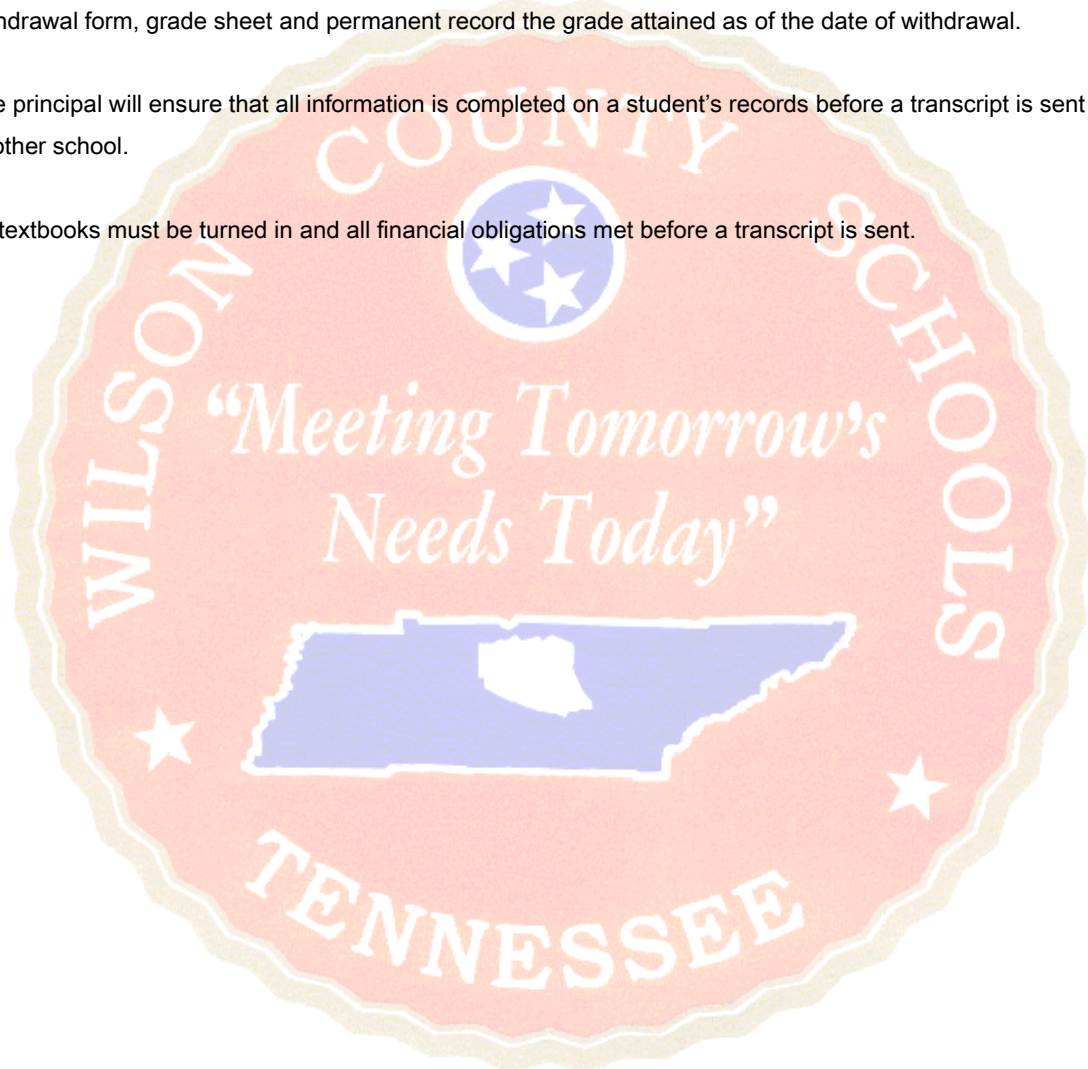 ndrawal form, grade sheet and permanent record the grade attained as of the date of withdrawal.
e principal will ensure that all information is completed on a student's records before a transcript is sent
other school.
textbooks must be turned in and all financial obligations met before a transcript is sent.
WILSON COUNTY SCHOOLS
“Meeting Tomorrow's
Needs Today”
TENNESSEE